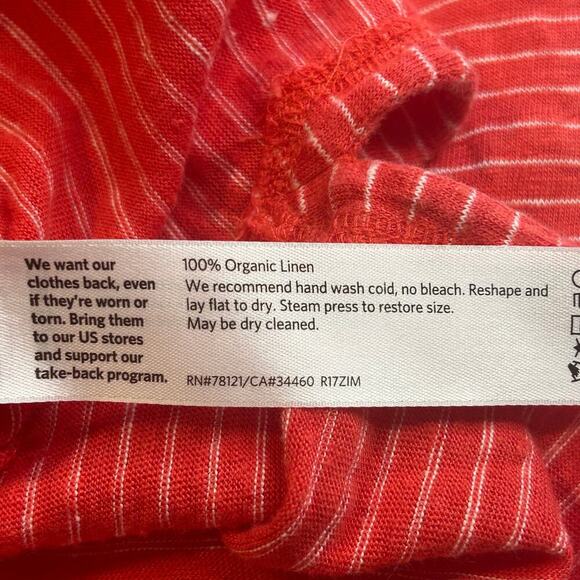 We want our
clothes back, even
if they're worn or
torn. Bring them
to our US stores
and support our
take-back program.
100% Organic Linen
We recommend hand wash cold, no bleach. Reshape and
lay flat to dry. Steam press to restore size.
May be dry cleaned.
RN#78121/CA#34460 R17ZIM